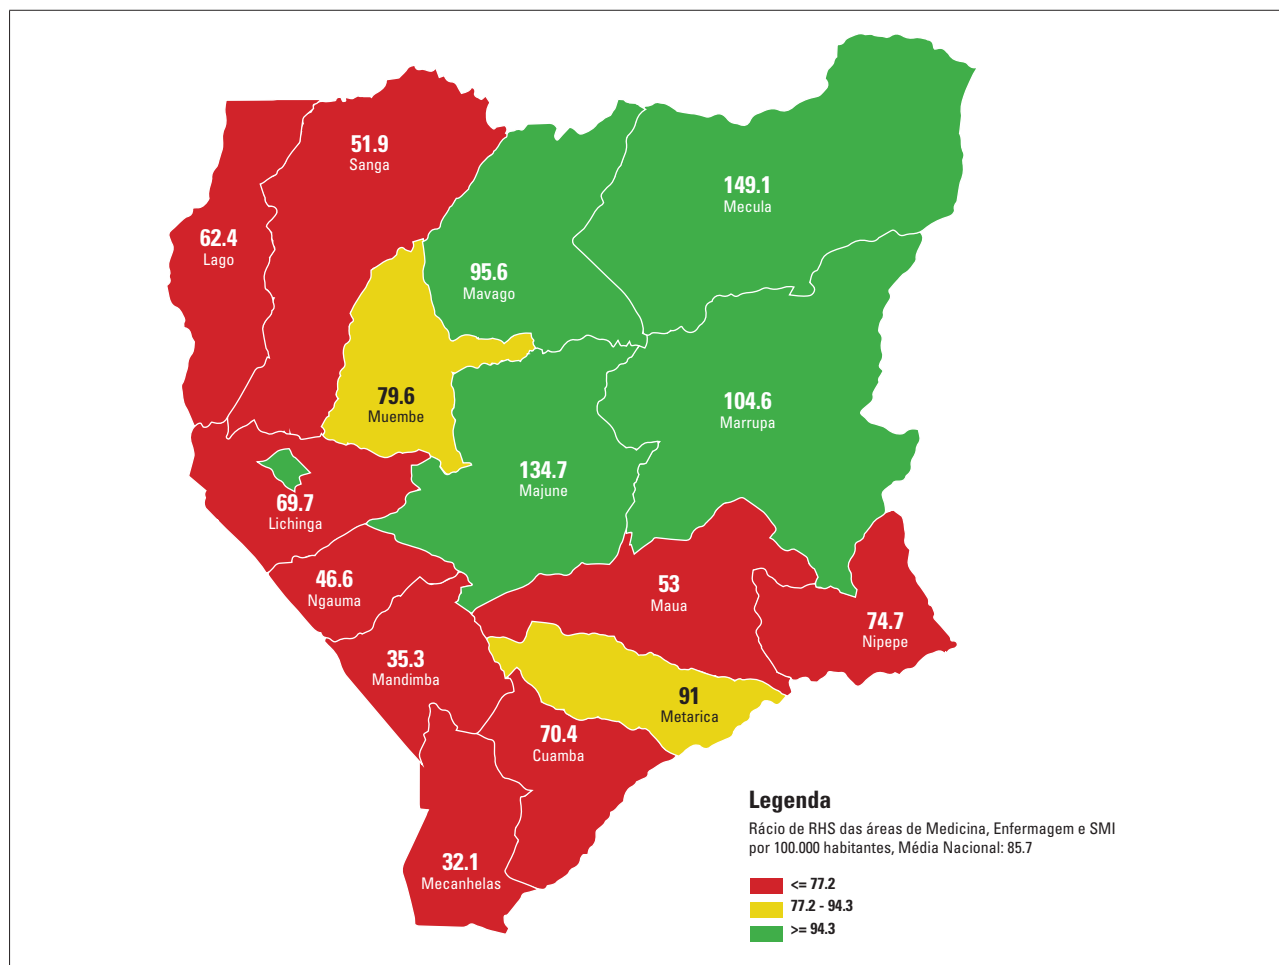 51.9
Sanga
149.1
Mecula
62.4
Lago
95.6
Mavago
79.6
Muembe
104.6
Marrupa
134.7
Majune
69.7
Lichinga
46.6
Ngauma
53
Maua
74.7
Nipepe
35.3
Mandimba
91
Metarica
70.4
Cuamba
32.1
Mecanhelas
Legenda
Rácio de RHS das áreas de Medicina, Enfermagem e SMI
por 100.000 habitantes, Média Nacional: 85.7
<= 77.2
77.2 - 94.3
>= 94.3